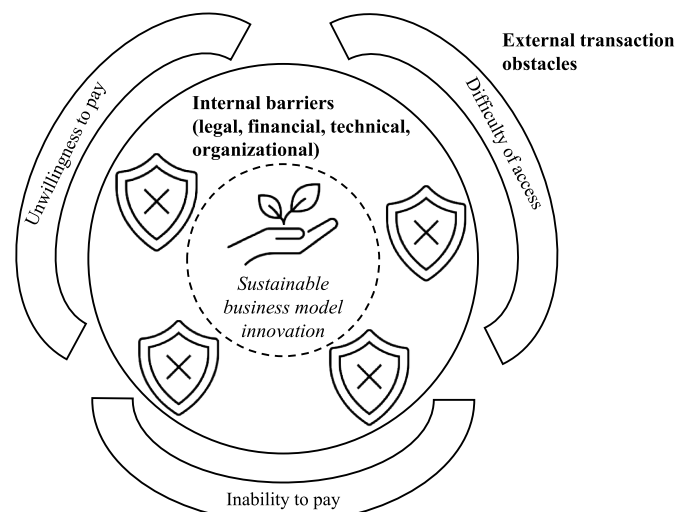 External transaction
obstacles
Unwillingness to pay
Difficulty of access
Internal barriers
(legal, financial, technical,
organizational)
Sustainable
business model
innovation
Inability to pay